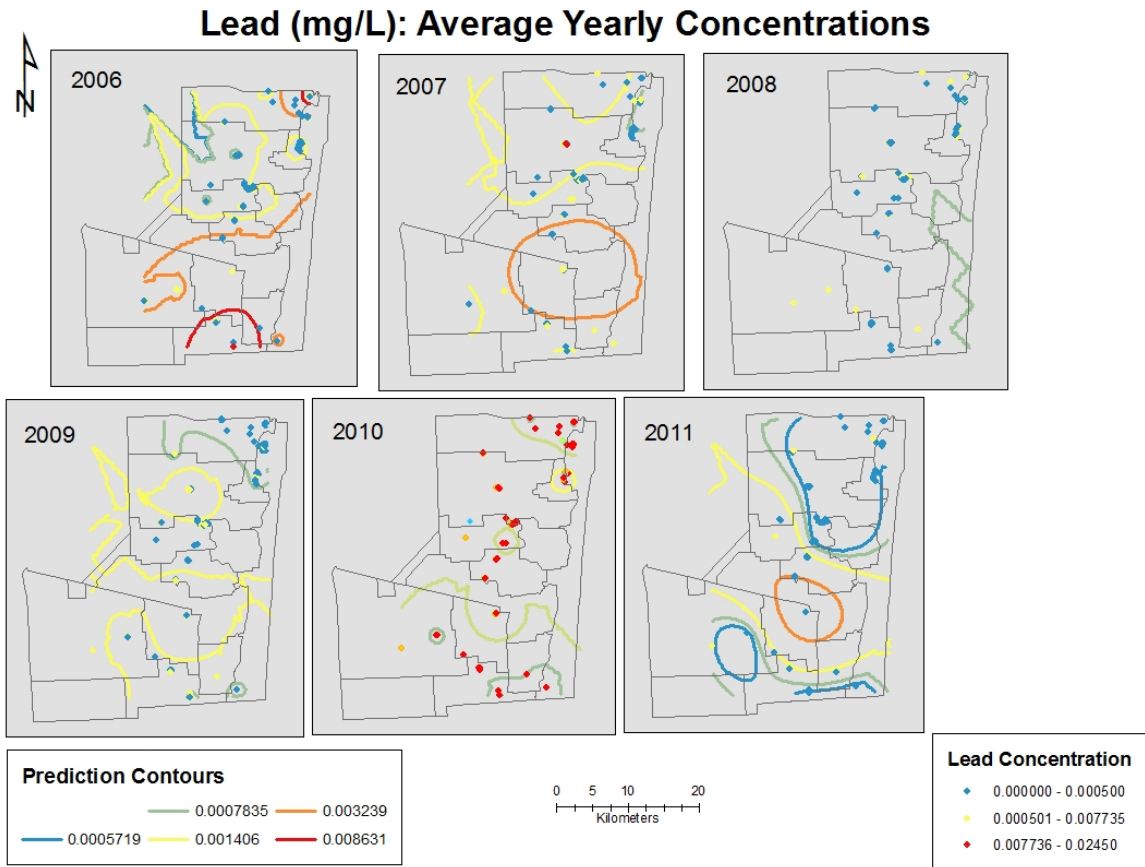 Lead (mg/L): Average Yearly Concentrations
N
2006
2007
2008
2009
2010
2011
Prediction Contours
0.0007835
0.003239
0.0005719
0.001406
0.008631
0 5 10 20
Kilometers
Lead Concentration
0.000000 - 0.000500
0.000501 - 0.007735
0.007736 - 0.02450